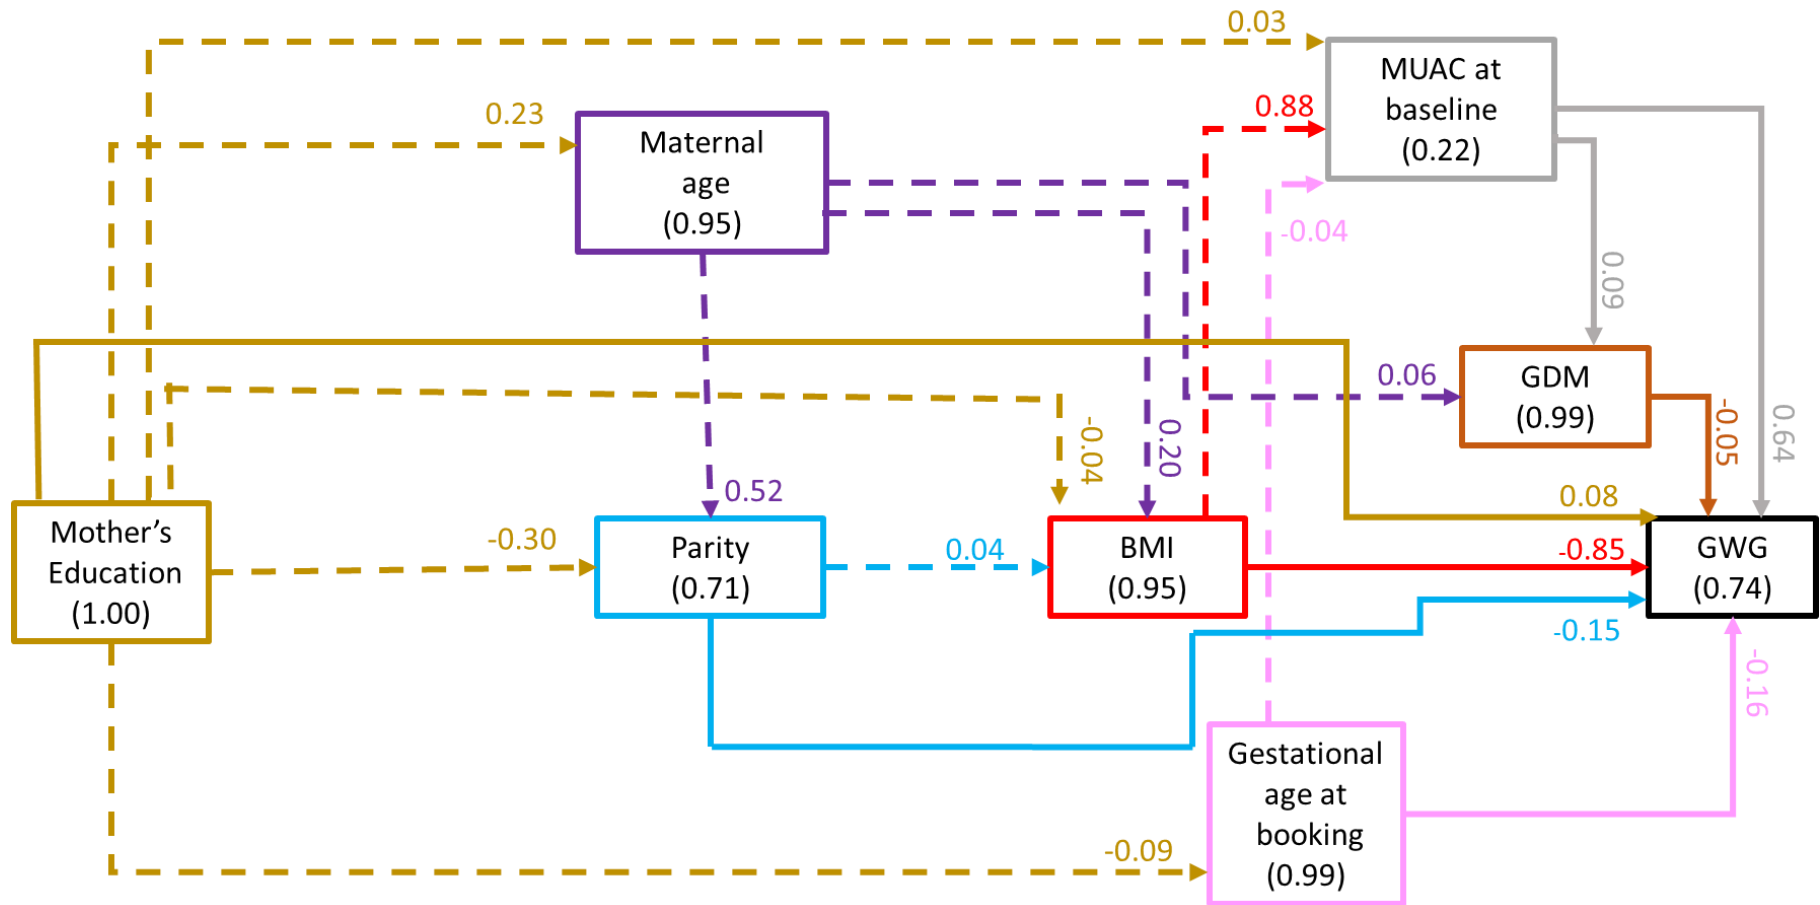 0.03
MUAC at
baseline
(0.22)
0.88
0.23
Maternal
age
(0.95)
-0.04
0.09
0.06
GDM
(0.99)
-0.05
0.64
-0.04
0.20
0.52
0.08
Mother’s
Education
(1.00)
-0.30
Parity
(0.71)
0.04
BMI
(0.95)
-0.85
GWG
(0.74)
-0.15
-0.16
Gestational
age at
booking
(0.99)
-0.09